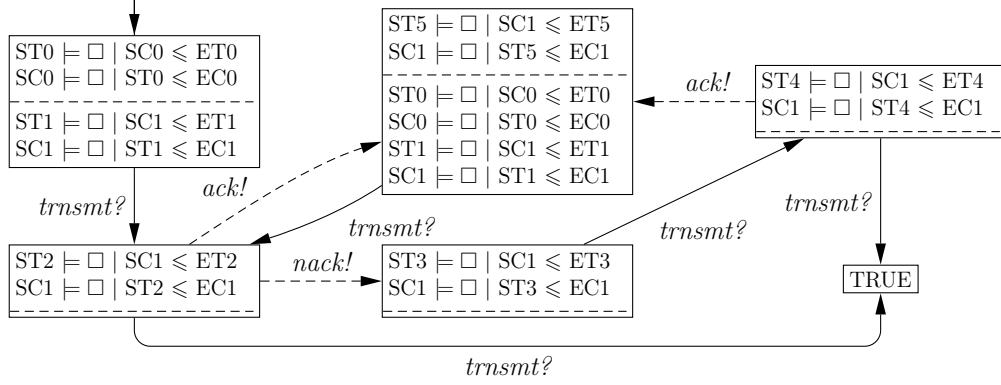 ST0 ⊨ □ | SC0 ⩽ ET0
SC0 ⊨ □ | ST0 ⩽ EC0
ST1 ⊨ □ | SC1 ⩽ ET1
SC1 ⊨ □ | ST1 ⩽ EC1
ST5 ⊨ □ | SC1 ⩽ ET5
SC1 ⊨ □ | ST5 ⩽ EC1
ST0 ⊨ □ | SC0 ⩽ ET0
SC0 ⊨ □ | ST0 ⩽ EC0
ST1 ⊨ □ | SC1 ⩽ ET1
SC1 ⊨ □ | ST1 ⩽ EC1
ack!
ST4 ⊨ □ | SC1 ⩽ ET4
SC1 ⊨ □ | ST4 ⩽ EC1
trnsmt?
ack!
trnsmt?
trnsmt?
trnsmt?
ST2 ⊨ □ | SC1 ⩽ ET2
SC1 ⊨ □ | ST2 ⩽ EC1
nack!
ST3 ⊨ □ | SC1 ⩽ ET3
SC1 ⊨ □ | ST3 ⩽ EC1
TRUE
trnsmt?